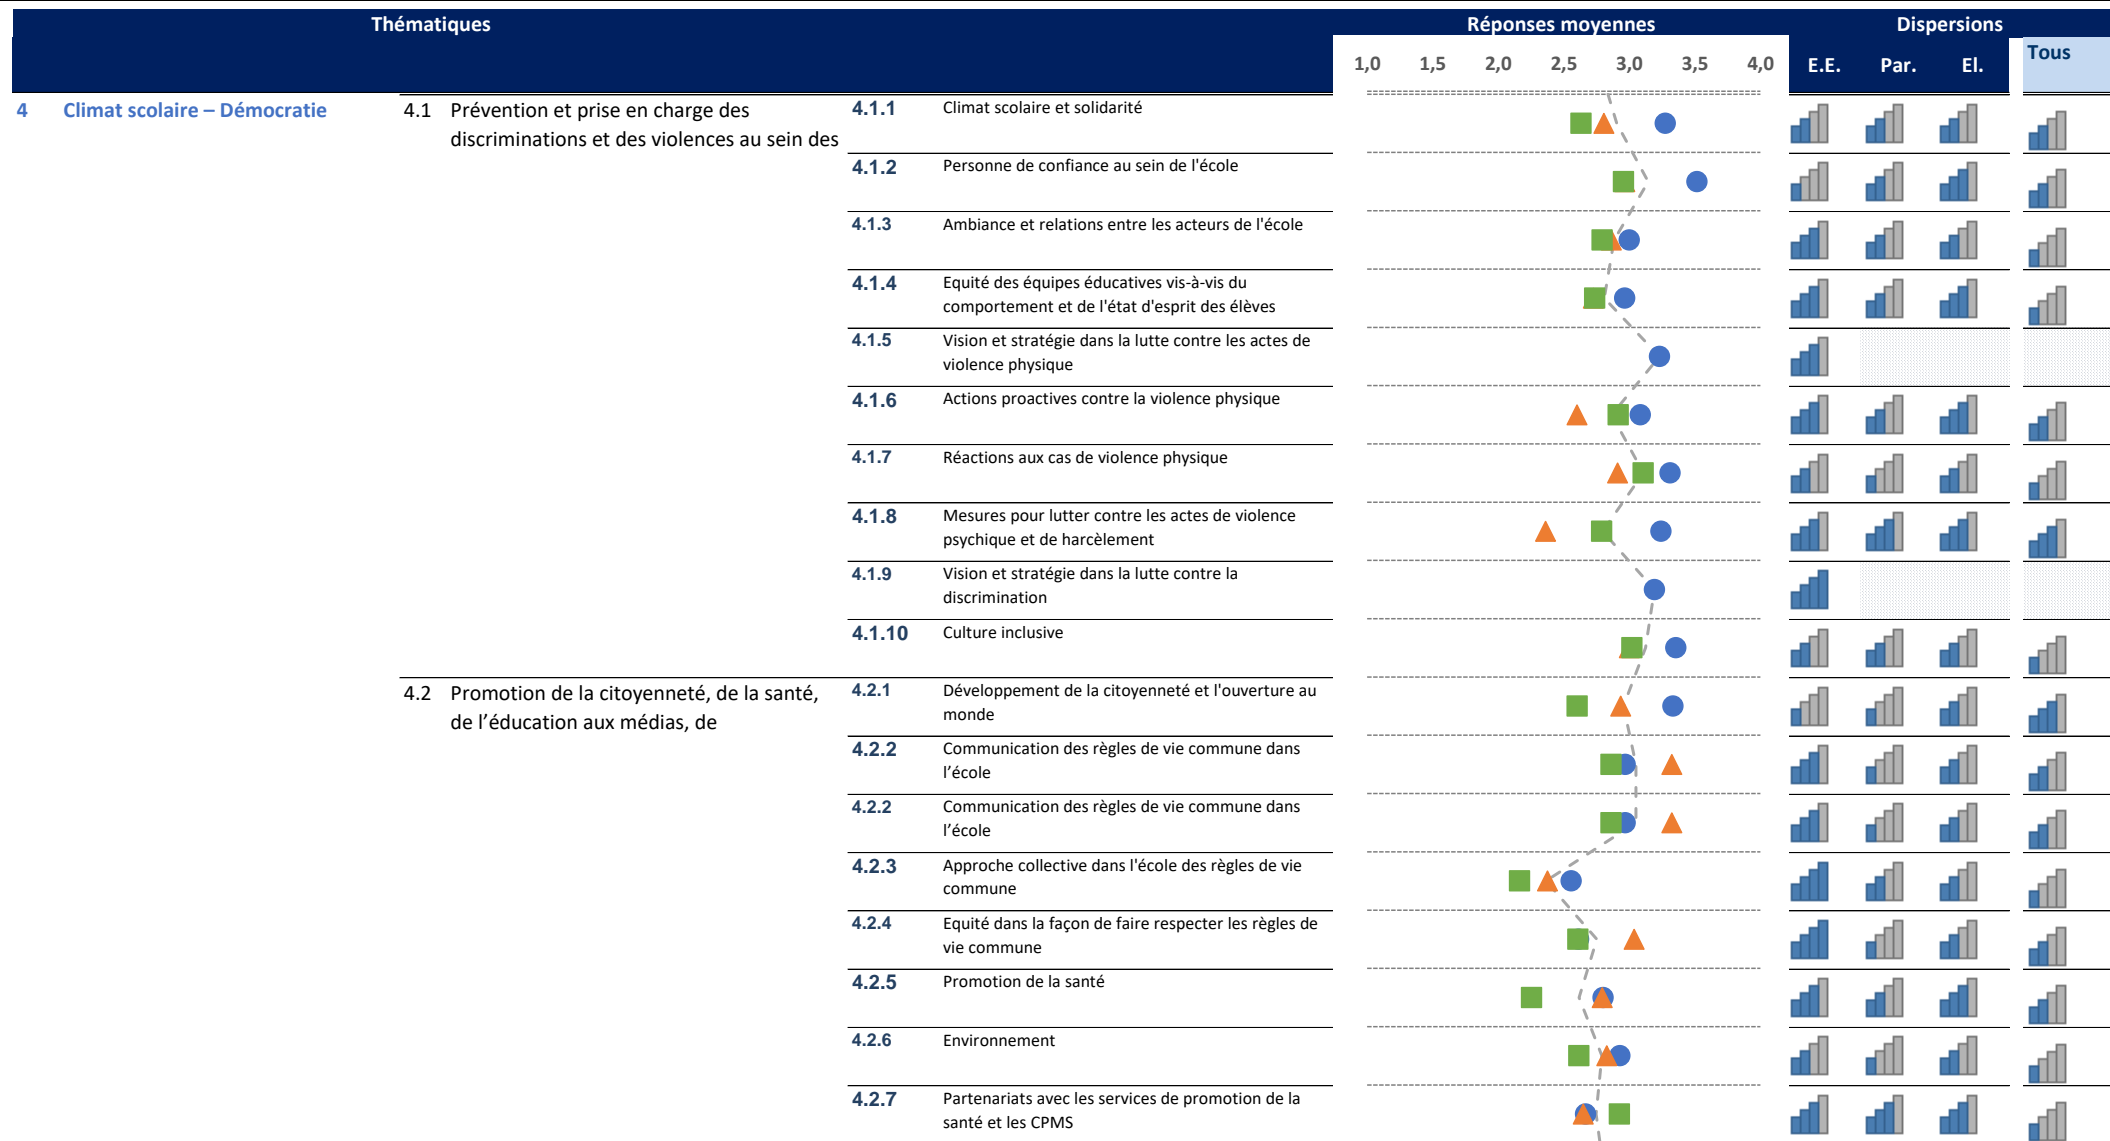 Thématiques Réponses moyennes Dispersions
1,0 1,5 2,0 2,5 3,0 3,5 4,0 E.E. Par. El. Tous
4 Climat scolaire – Démocratie 4.1 Prévention et prise en charge des 4.1.1 Climat scolaire et solidarité
discriminations et des violences au sein des
4.1.2 Personne de confiance au sein de l'école
4.1.3 Ambiance et relations entre les acteurs de l'école
4.1.4 Equité des équipes éducatives vis-à-vis du
comportement et de l'état d'esprit des élèves
4.1.5 Vision et stratégie dans la lutte contre les actes de
violence physique
4.1.6 Actions proactives contre la violence physique
4.1.7 Réactions aux cas de violence physique
4.1.8 Mesures pour lutter contre les actes de violence
psychique et de harcèlement
4.1.9 Vision et stratégie dans la lutte contre la
discrimination
4.1.10 Culture inclusive
4.2 Promotion de la citoyenneté, de la santé, 4.2.1 Développement de la citoyenneté et l'ouverture au
de l’éducation aux médias, de monde
4.2.2 Communication des règles de vie commune dans
l’école
4.2.2 Communication des règles de vie commune dans
l’école
4.2.3 Approche collective dans l'école des règles de vie
commune
4.2.4 Equité dans la façon de faire respecter les règles de
vie commune
4.2.5 Promotion de la santé
4.2.6 Environnement
4.2.7 Partenariats avec les services de promotion de la
santé et les CPMS